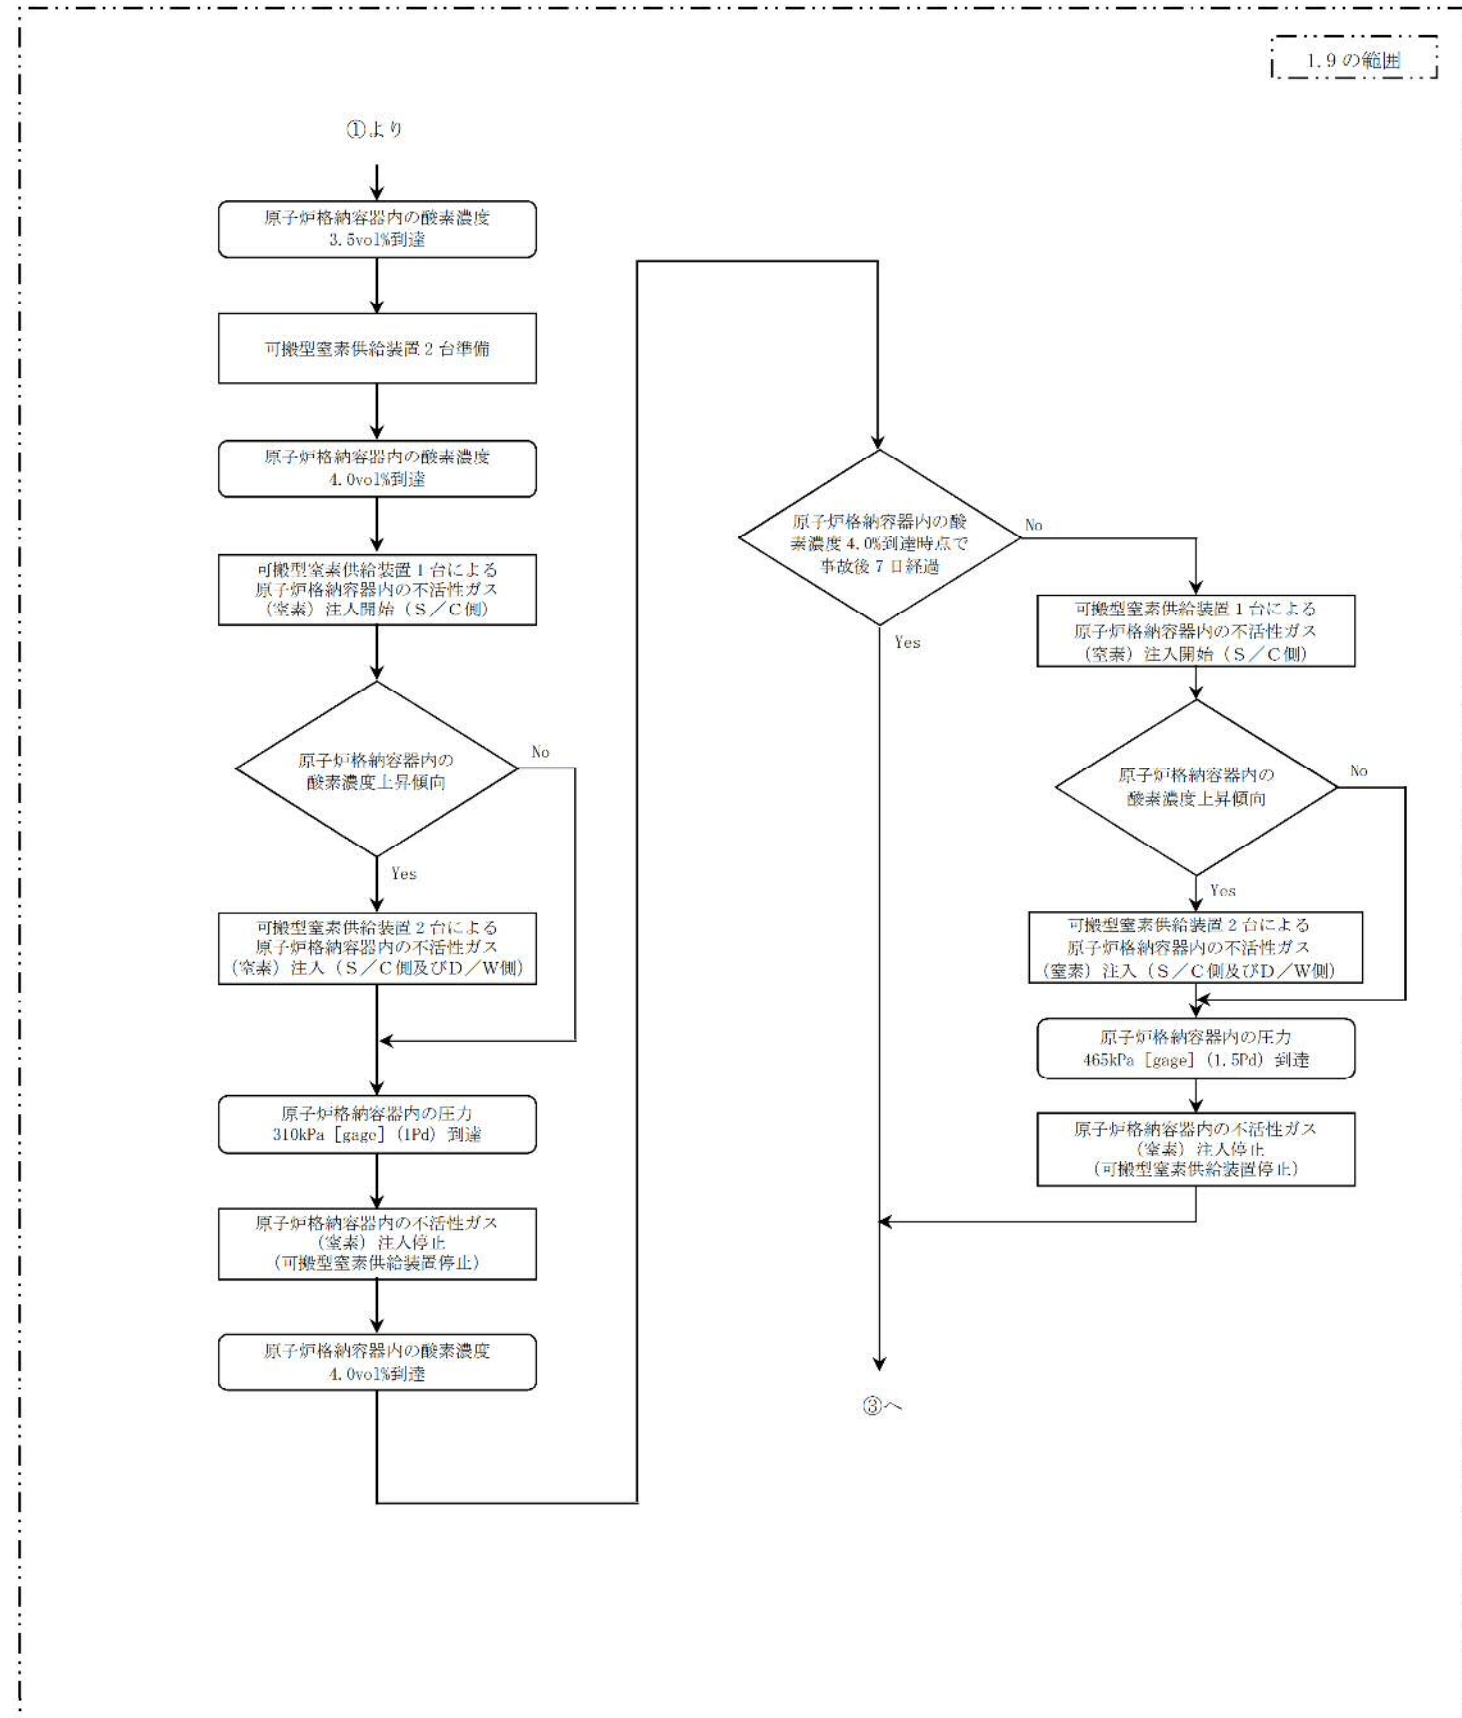 1.9の範囲
①より
原子炉格納容器内の酸素濃度
3.5vol%到達
可搬型窒素供給装置2台準備
原子炉格納容器内の酸素濃度
4.0vol%到達
可搬型窒素供給装置1台による
原子炉格納容器内の不活性ガス
(窒素)注入開始(S/C側)
原子炉格納容器内の
酸素濃度上昇傾向
No
Yes
可搬型窒素供給装置2台による
原子炉格納容器内の不活性ガス
(窒素)注入(S/C側及びD/W側)
原子炉格納容器内の圧力
310kPa[gage](1Pd)到達
原子炉格納容器内の不活性ガス
(窒素)注入停止
(可搬型窒素供給装置停止)
原子炉格納容器内の酸素濃度
4.0vol%到達
原子炉格納容器内の酸
素濃度4.0%到達時点で
事故後7日経過
No
Yes
可搬型窒素供給装置1台による
原子炉格納容器内の不活性ガス
(窒素)注入開始(S/C側)
原子炉格納容器内の
酸素濃度上昇傾向
No
Yes
可搬型窒素供給装置2台による
原子炉格納容器内の不活性ガス
(窒素)注入(S/C側及びD/W側)
原子炉格納容器内の圧力
465kPa[gage](1.5Pd)到達
原子炉格納容器内の不活性ガス
(窒素)注入停止
(可搬型窒素供給装置停止)
③へ